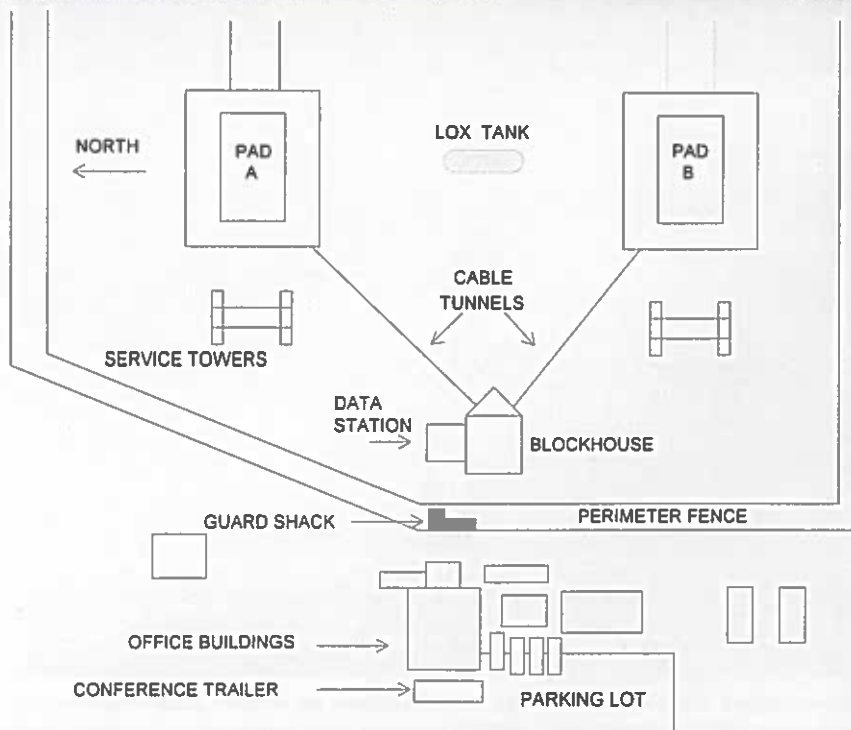 NORTH
PAD
A
LOX TANK
PAD
B
CABLE
TUNNELS
SERVICE TOWERS
DATA
STATION
BLOCKHOUSE
GUARD SHACK
PERIMETER FENCE
OFFICE BUILDINGS
CONFERENCE TRAILER
PARKING LOT